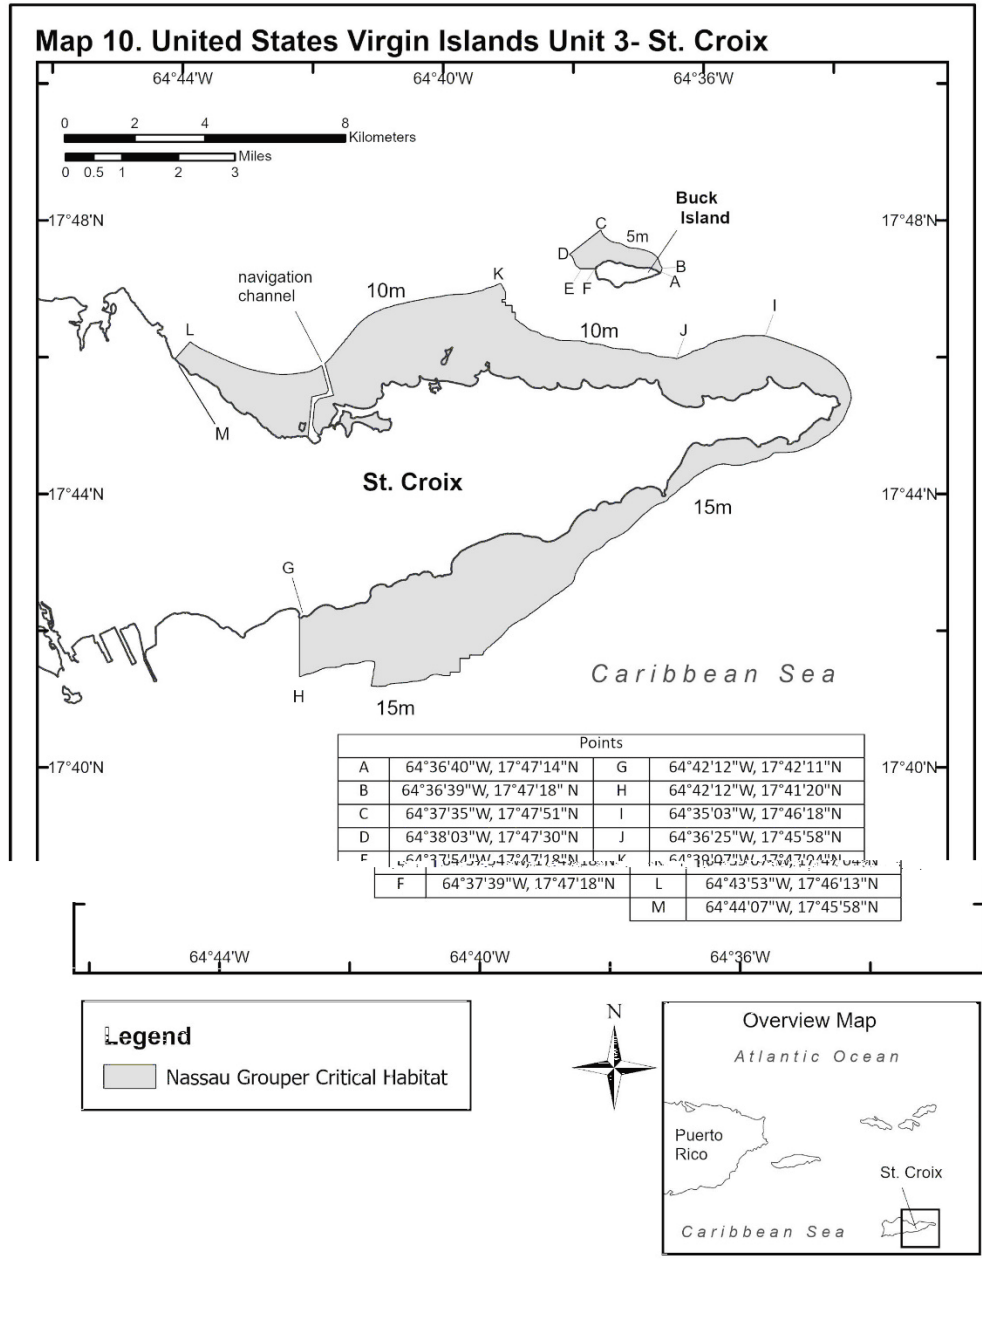 Map 10. United States Virgin Islands Unit 3- St. Croix
64°44'W 64°40'W 64°36'W
0 2 4 8
Kilometers
Miles
0 0.5 1 2 3
Buck
Island
17°48'N 17°48'N
C
5m
D
B
A
E F
navigation
channel
K
10m
I
L
10m
J
M
St. Croix
17°44'N 17°44'N
15m
G
Caribbean Sea
H
15m
Points
17°40'N 17°40'N
A 64°36'40"W, 17°47'14"N G 64°42'12"W, 17°42'11"N
B 64°36'39"W, 17°47'18" N H 64°42'12"W, 17°41'20"N
C 64°37'35"W, 17°47'51"N I 64°35'03"W, 17°46'18"N
D 64°38'03"W, 17°47'30"N J 64°36'25"W, 17°45'58"N
F 64°37'39"W, 17°47'18"N L 64°43'53"W, 17°46'13"N
M 64°44'07"W, 17°45'58"N
64°44'W 64°40'W 64°36'W
Legend
Nassau Grouper Critical Habitat
N
Overview Map
Atlantic Ocean
Puerto
Rico
St. Croix
Caribbean Sea